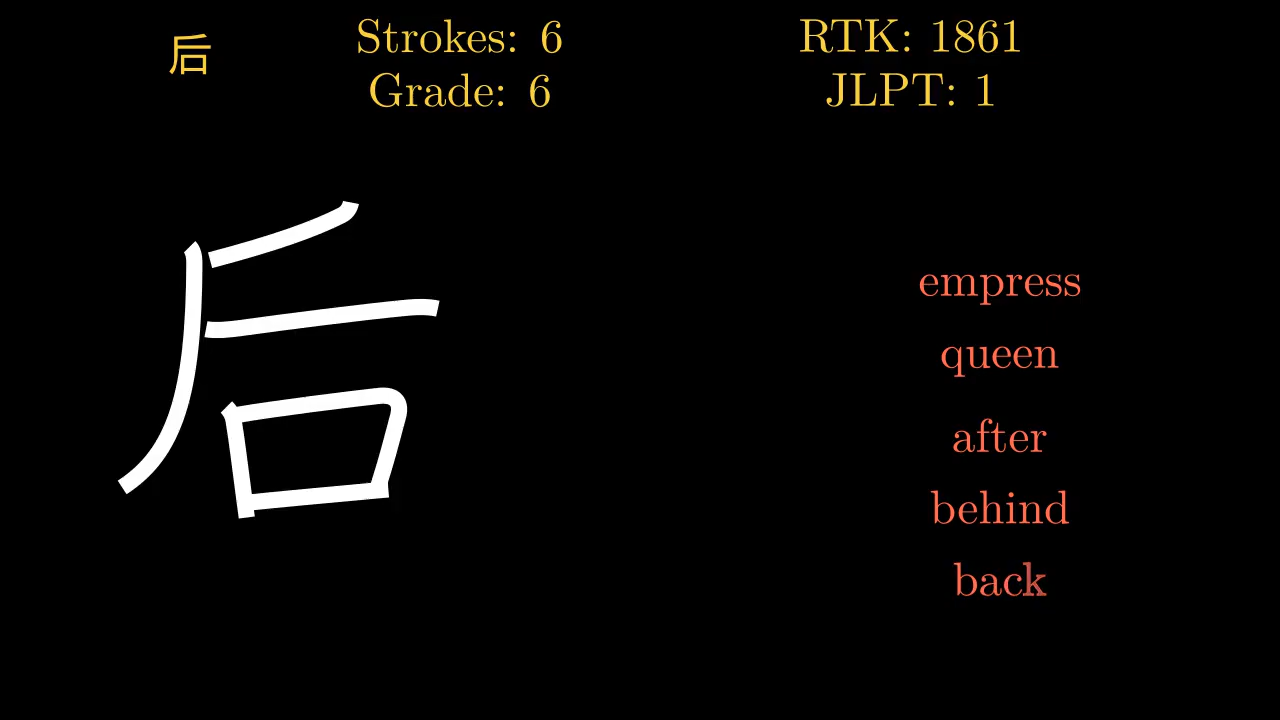 后
Strokes: 6
Grade: 6
RTK: 1861
JLPT: 1
后
empress
queen
after
behind
back